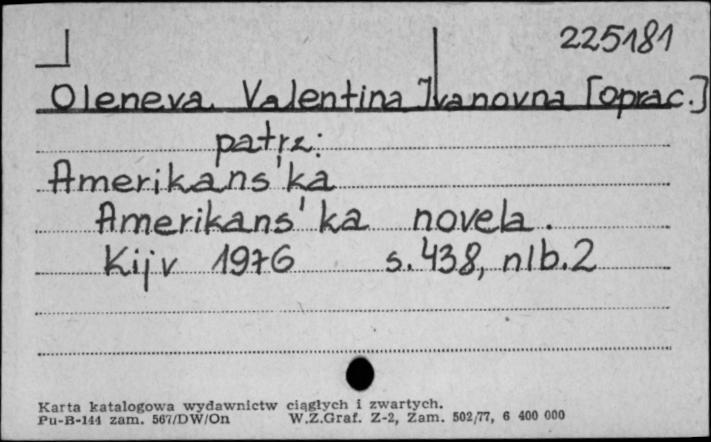 225181
Oleneva Valentina Ivanovna [oprac.]
patrz:
Amerikans'ka
Amerikans'ka novela.
Kijv 1976 s. 438, nlb. 2
Karta katalogowa wydawnictw ciągłych i zwartych.
Pu-B-144 zam. 567/DW/On W.Z.Graf. Z-2, Zam. 502/77, 6 400 000